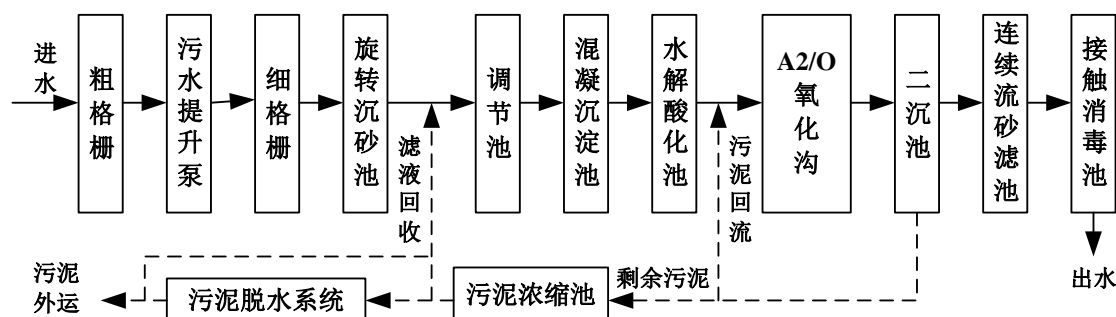 进水
粗格栅
污水提升泵
细格栅
旋转沉砂池
滤液回收
调节池
混凝沉淀池
水解酸化池
污泥回流
A2/O
氧化沟
二沉池
连续流砂滤池
接触消毒池
出水
污泥
外运
污泥脱水系统
污泥浓缩池
剩余污泥